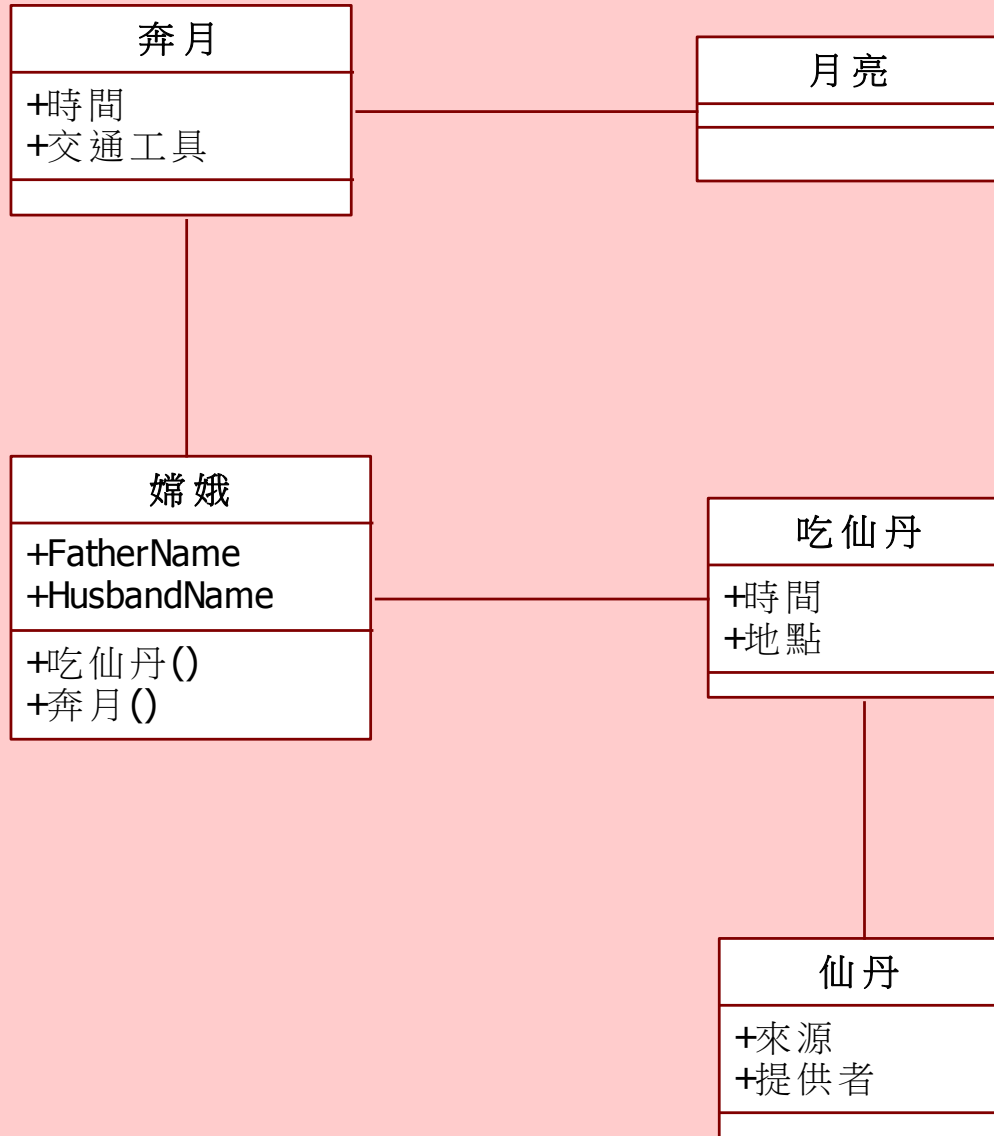 奔月
+時間
+交通工具
月亮
嫦娥
+FatherName
+HusbandName
+吃仙丹()
+奔月()
吃仙丹
+時間
+地點
仙丹
+來源
+提供者